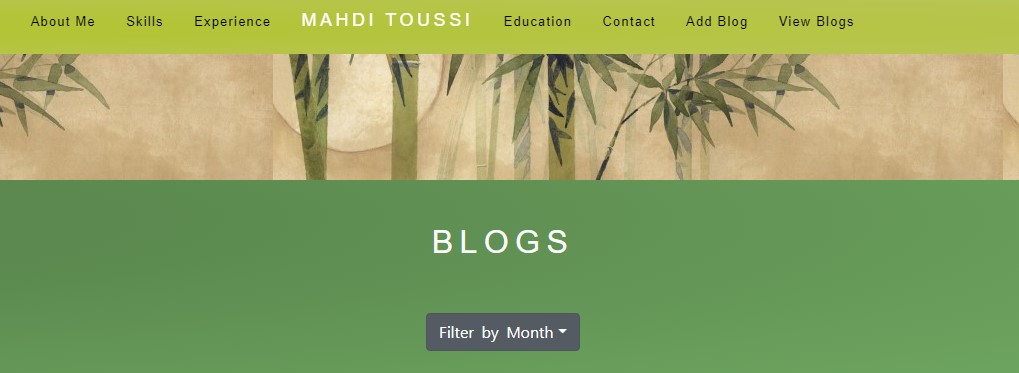 About Me Skills Experience MAHDI TOUSSI Education Contact Add Blog View Blogs
BLOGS
Filter by Month